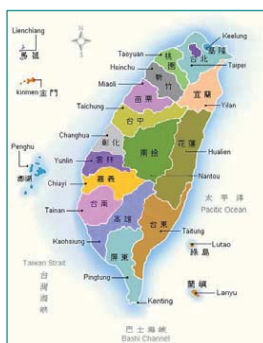 Lienchiang
馬祖
kinmen 金門
Penghu
澎湖
Keelung
基隆
Taoyuan
桃園
台北
Taipei
Hsinchu
新竹
Miaoli
苗栗
宜蘭
Yilan
Taichung
台中
Changhua
彰化
花蓮
Hualien
Yunlin
雲林
南投
Nantou
Chiayi
嘉義
太平洋
Pacific Ocean
Tainan
台南
高雄
台東
Taitung
Kaohsiung
Lutao
綠島
Taiwan Strait
台灣海峽
屏東
Pingtung
蘭嶼
Lanyu
Kenting
巴士海峽
Bashi Channel